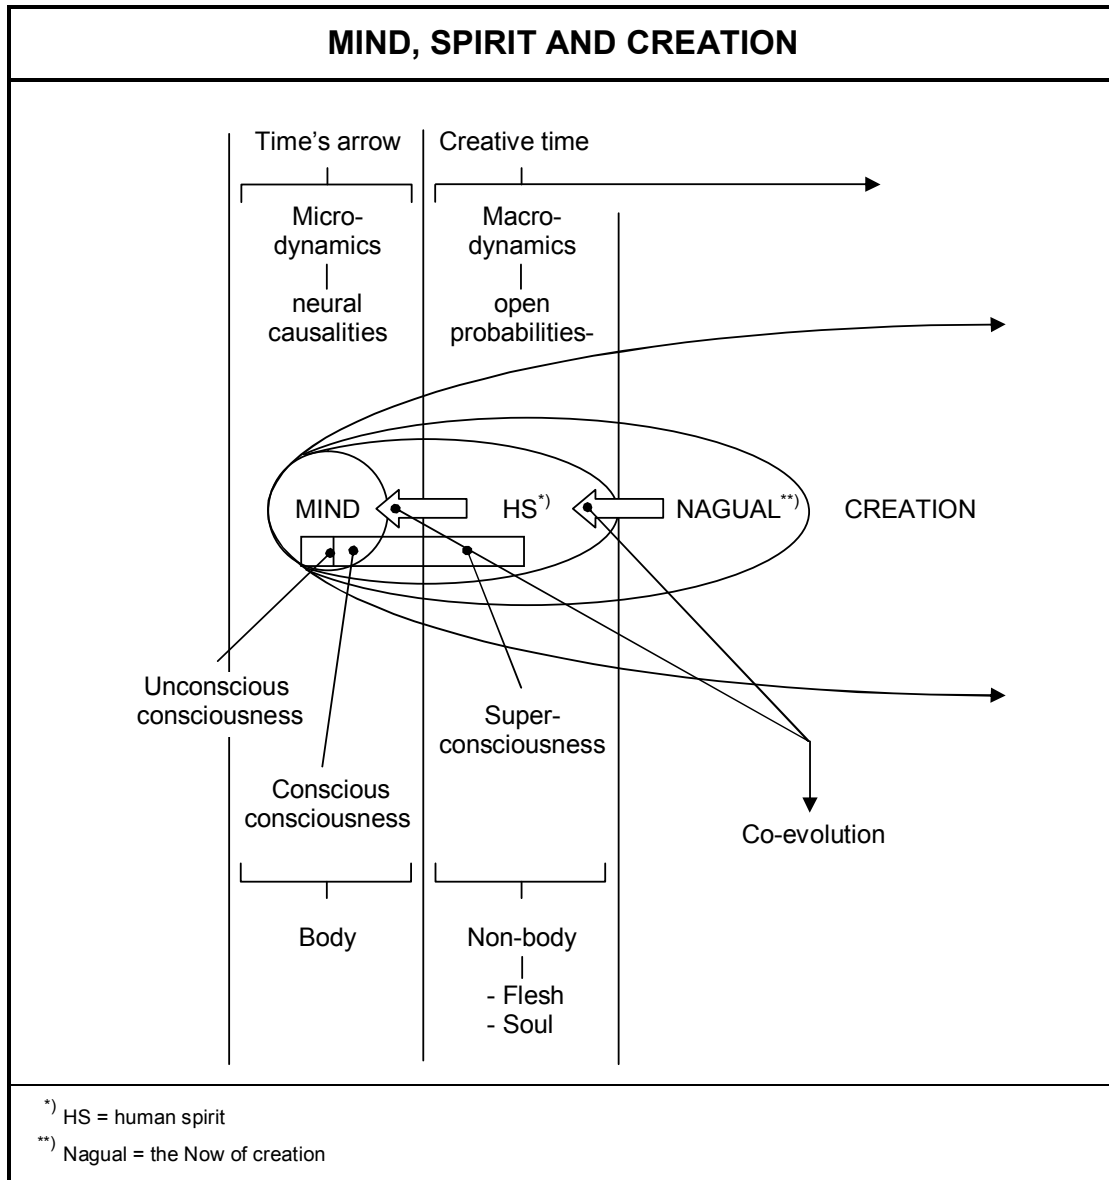 MIND, SPIRIT AND CREATION
Time's arrow
Creative time
Micro-
dynamics
Macro-
dynamics
neural
causalities
open
probabilities-
MIND
HS*)
NAGUAL**)
CREATION
Unconscious
consciousness
Super-
consciousness
Conscious
consciousness
Co-evolution
Body
Non-body
- Flesh
- Soul
*) HS = human spirit
**) Nagual = the Now of creation